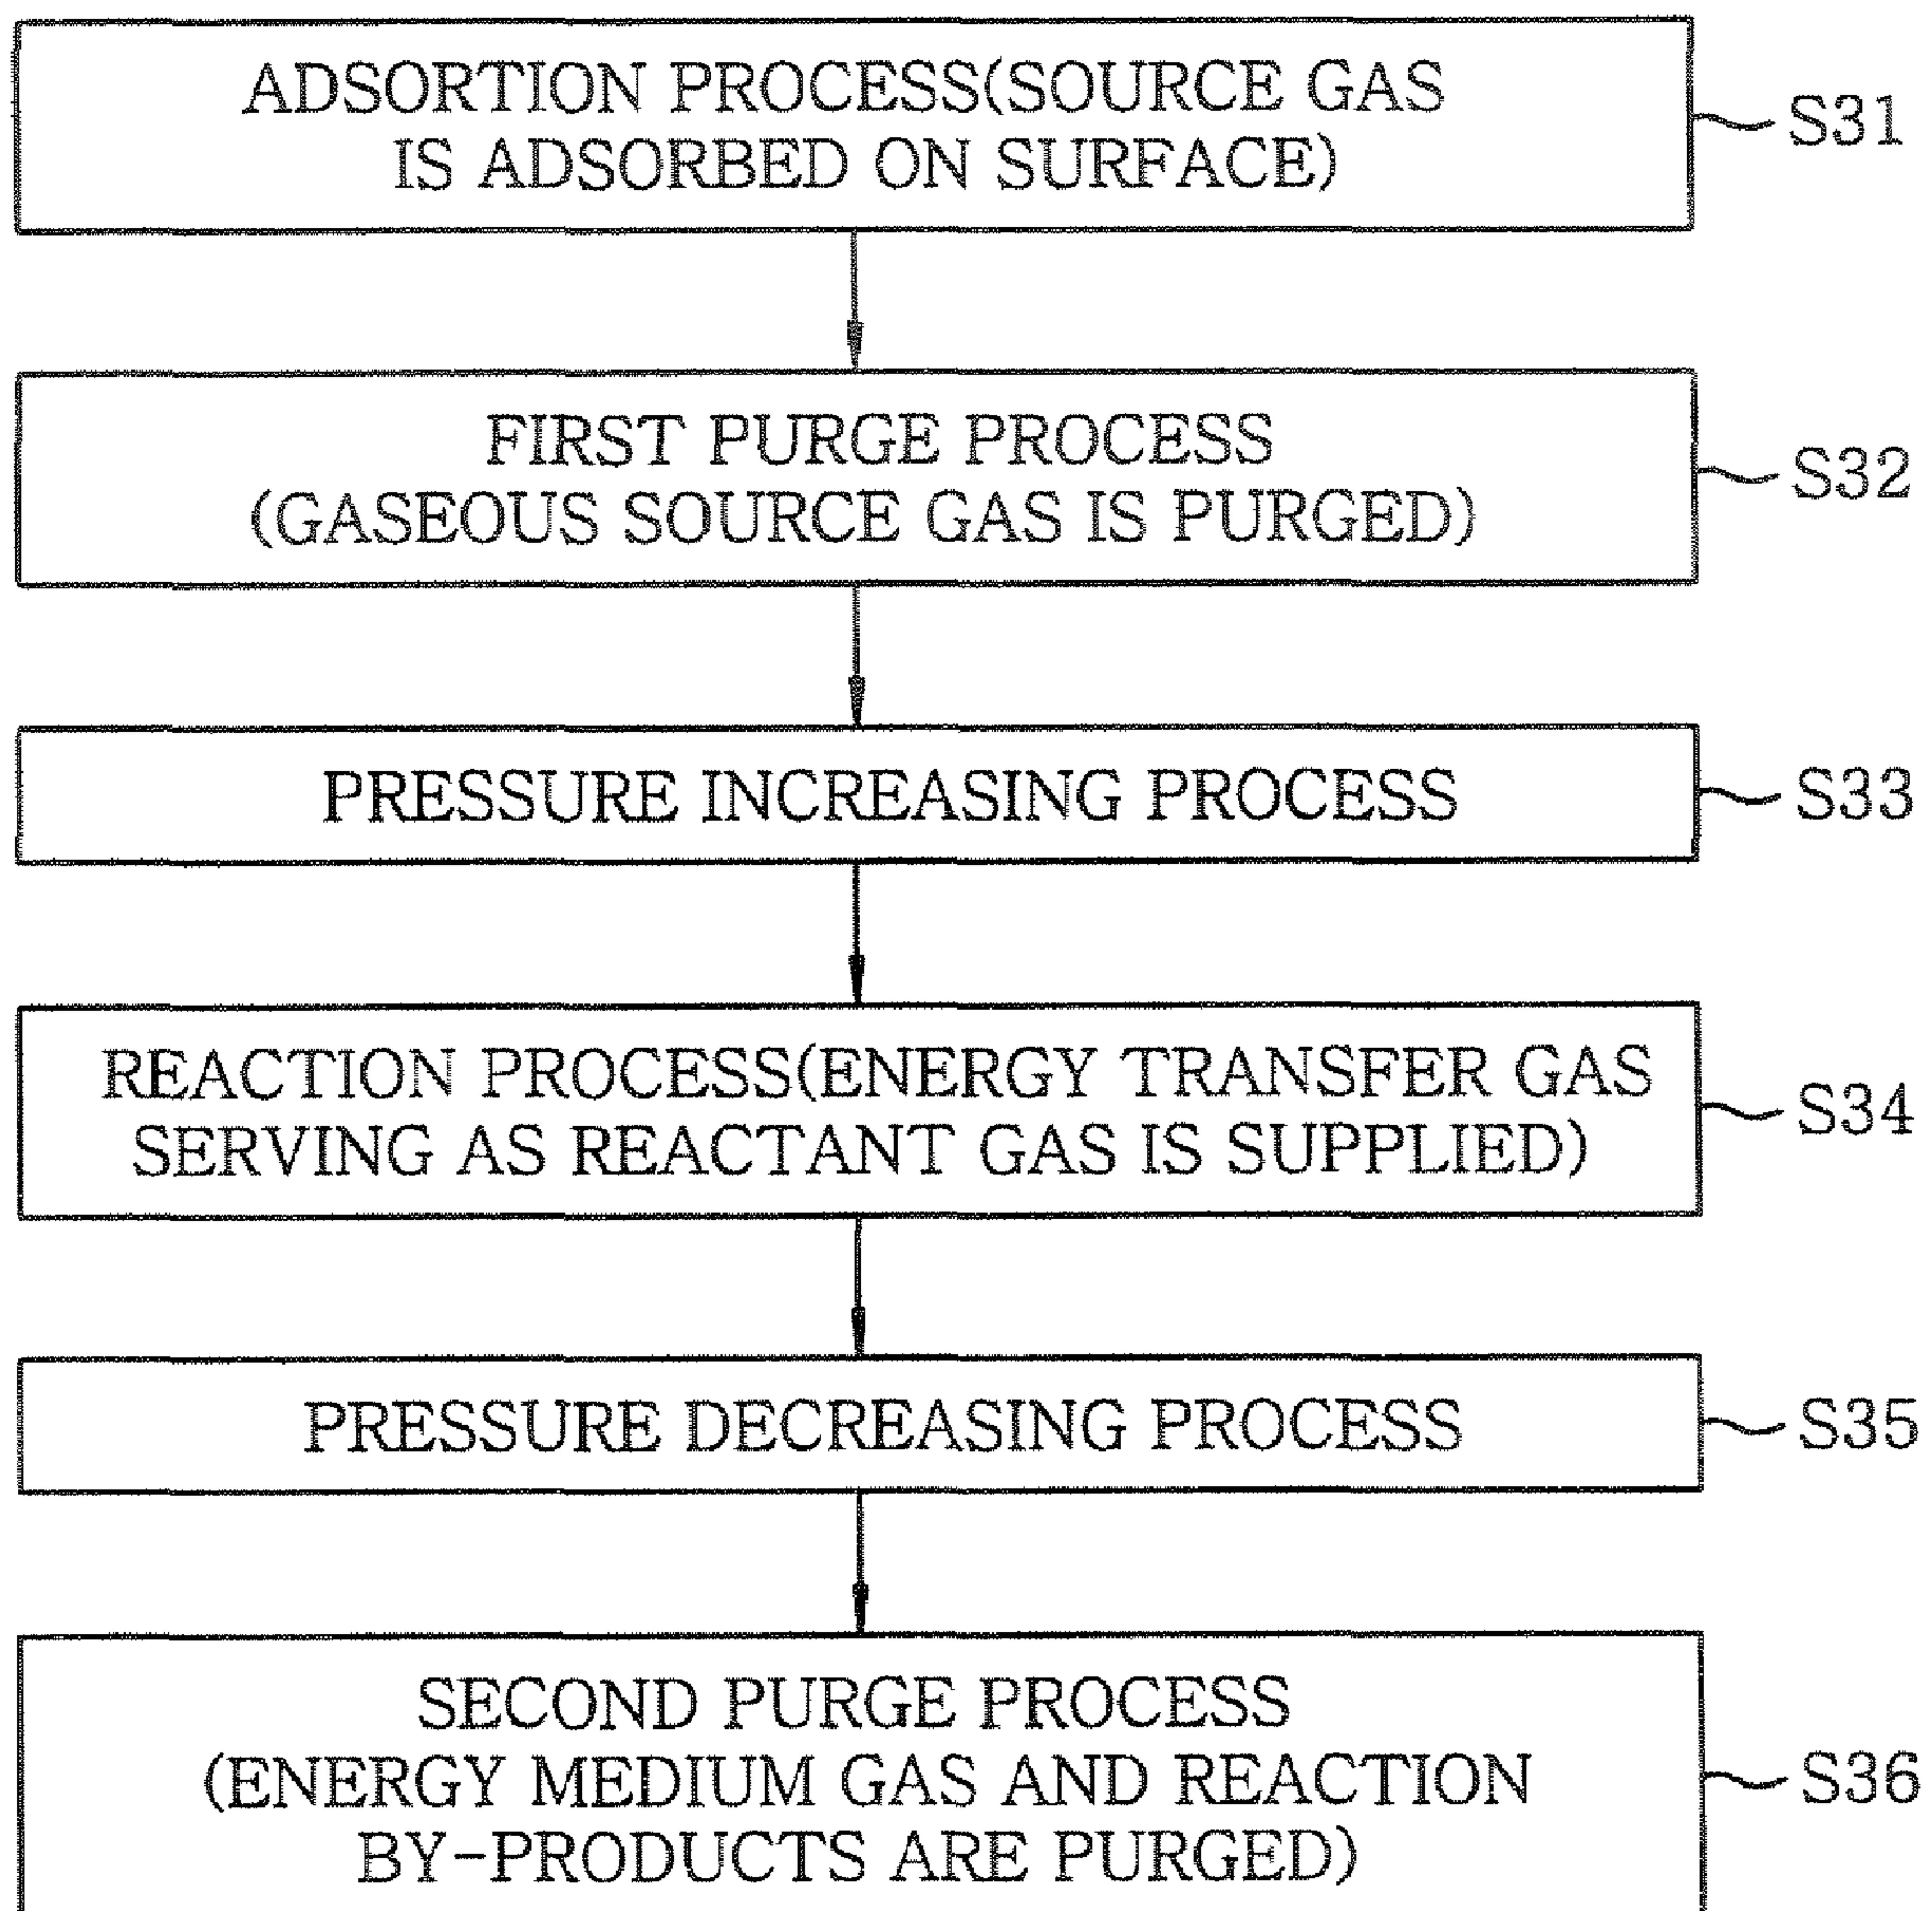 ADSORTION PROCESS(SOURCE GAS
IS ADSORBED ON SURFACE)
S31
FIRST PURGE PROCESS
(GASEOUS SOURCE GAS IS PURGED)
S32
PRESSURE INCREASING PROCESS
S33
REACTION PROCESS(ENERGY TRANSFER GAS
SERVING AS REACTANT GAS IS SUPPLIED)
S34
PRESSURE DECREASING PROCESS
S35
SECOND PURGE PROCESS
(ENERGY MEDIUM GAS AND REACTION
BY-PRODUCTS ARE PURGED)
S36